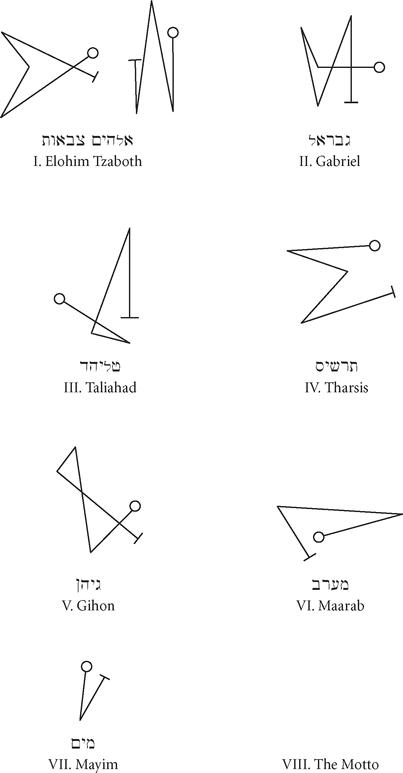 אלהים צבאות
I. Elohim Tzaboth
גבראל
II. Gabriel
טליהד
III. Taliahad
תרשיס
IV. Tharsis
גיהן
V. Gihon
מערב
VI. Maarab
מים
VII. Mayim
VIII. The Motto